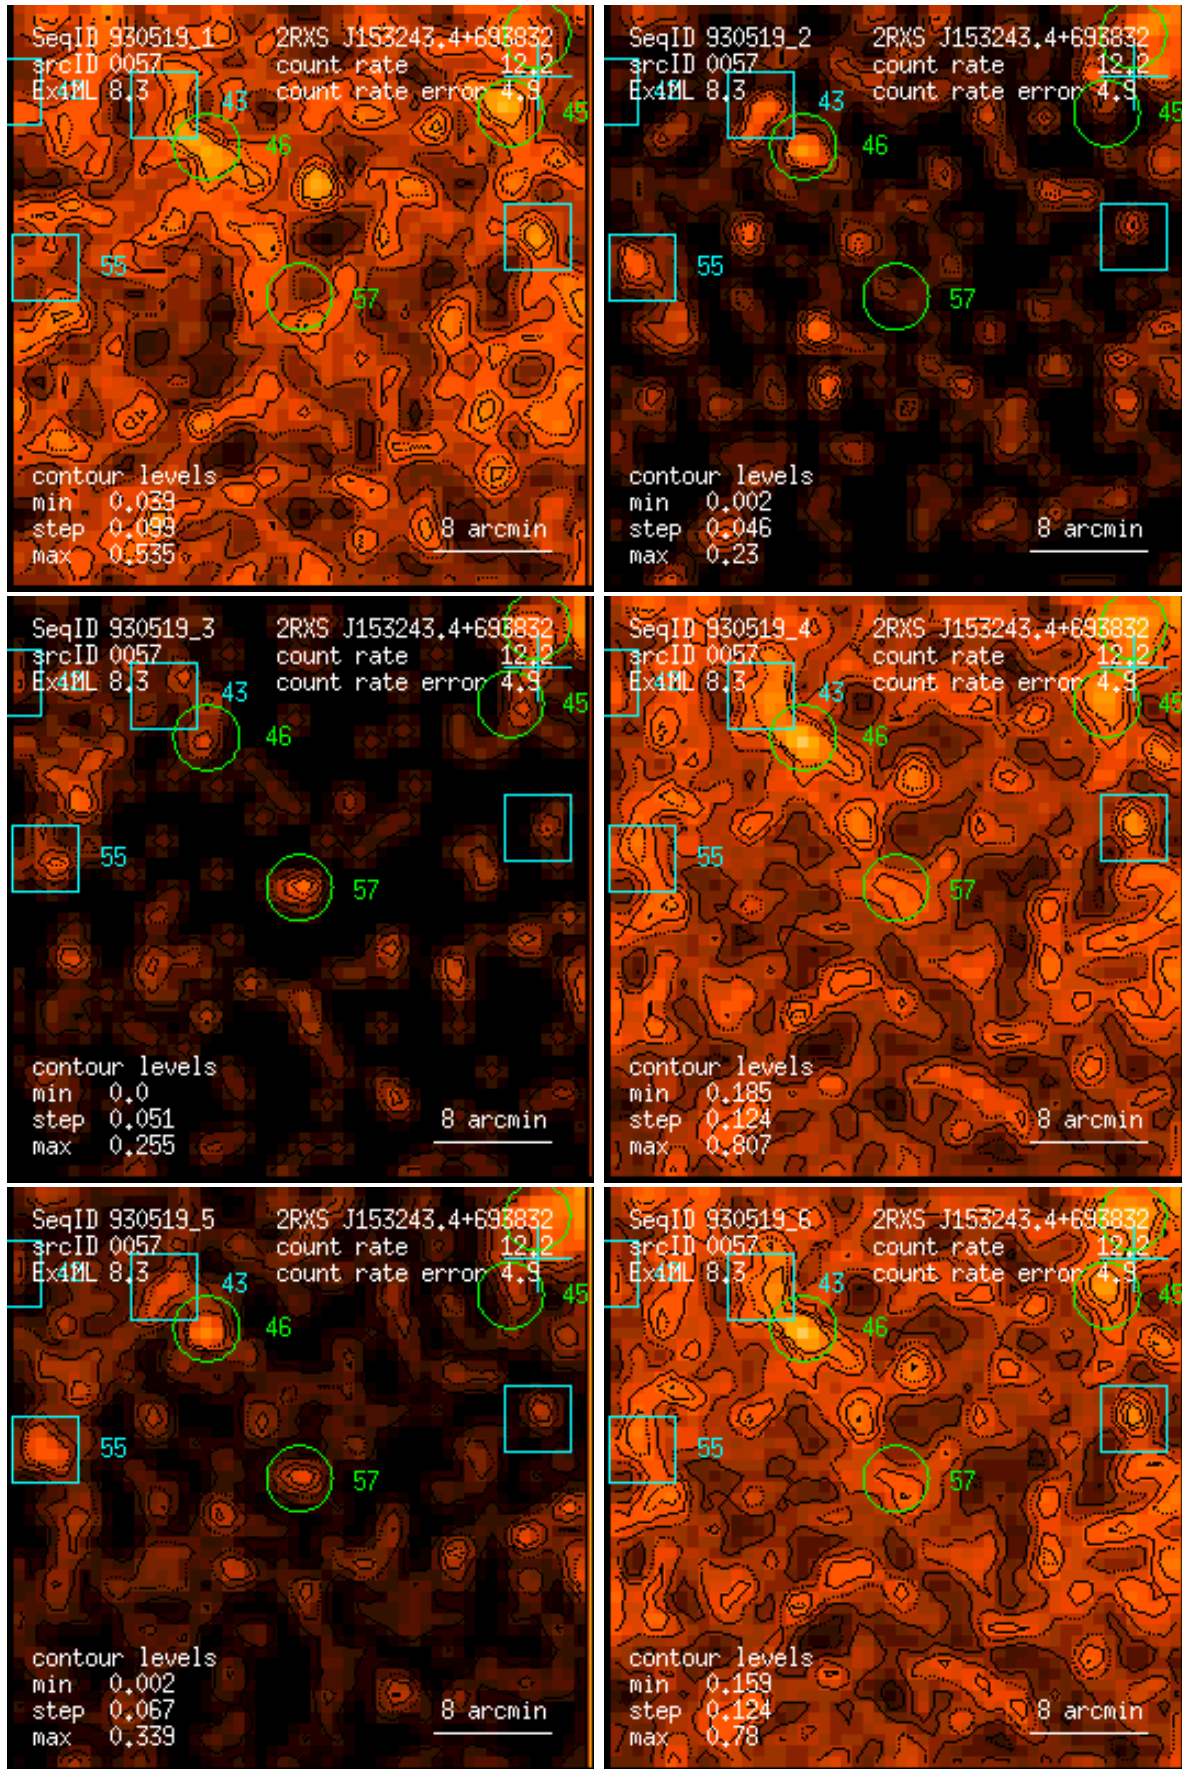 SeqID 930519_1 2RXS J153243.4+693832
srcID 0057 count rate 12.2
ExiML 8.3 count rate error 4.9
43
45
46
55
57
contour levels
min 0.039
step 0.099
max 0.535
8 arcmin
SeqID 930519_2 2RXS J153243.4+693832
srcID 0057 count rate 12.2
ExiML 8.3 count rate error 4.9
43
45
46
55
57
contour levels
min 0.002
step 0.046
max 0.23
8 arcmin
SeqID 930519_3 2RXS J153243.4+693832
srcID 0057 count rate 12.2
ExiML 8.3 count rate error 4.9
43
45
46
55
57
contour levels
min 0.0
step 0.051
max 0.255
8 arcmin
SeqID 930519_4 2RXS J153243.4+693832
srcID 0057 count rate 12.2
ExiML 8.3 count rate error 4.9
43
45
46
55
57
contour levels
min 0.185
step 0.124
max 0.807
8 arcmin
SeqID 930519_5 2RXS J153243.4+693832
srcID 0057 count rate 12.2
ExiML 8.3 count rate error 4.9
43
45
46
55
57
contour levels
min 0.002
step 0.067
max 0.339
8 arcmin
SeqID 930519_6 2RXS J153243.4+693832
srcID 0057 count rate 12.2
ExiML 8.3 count rate error 4.9
43
45
46
55
57
contour levels
min 0.159
step 0.124
max 0.78
8 arcmin